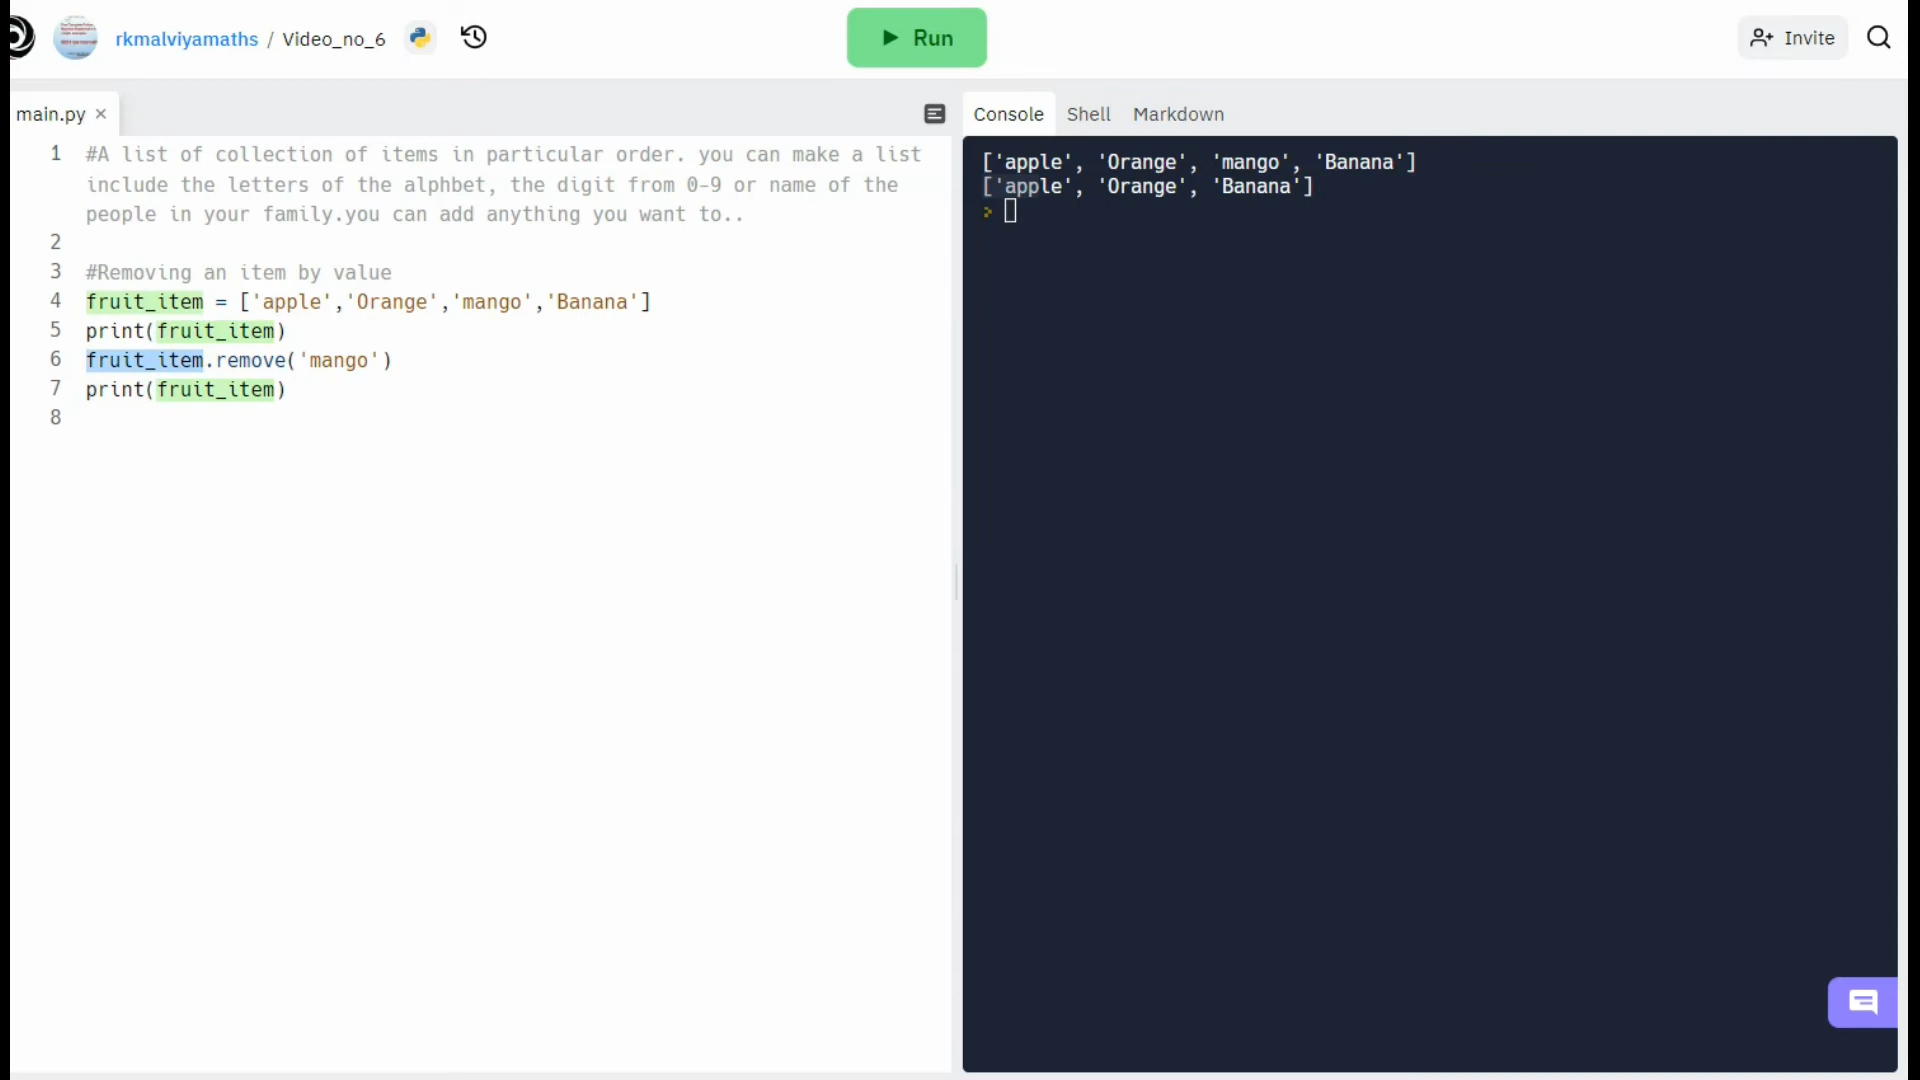 rkmalviyamaths / Video_no_6
Run
Invite
main.py ×
Console Shell Markdown
1 #A list of collection of items in particular order. you can make a list
include the letters of the alphbet, the digit from 0-9 or name of the
people in your family.you can add anything you want to..
2
3 #Removing an item by value
4 fruit_item = ['apple','Orange','mango','Banana']
5 print(fruit_item)
6 fruit_item.remove('mango')
7 print(fruit_item)
8
['apple', 'Orange', 'mango', 'Banana']
['apple', 'Orange', 'Banana']
>